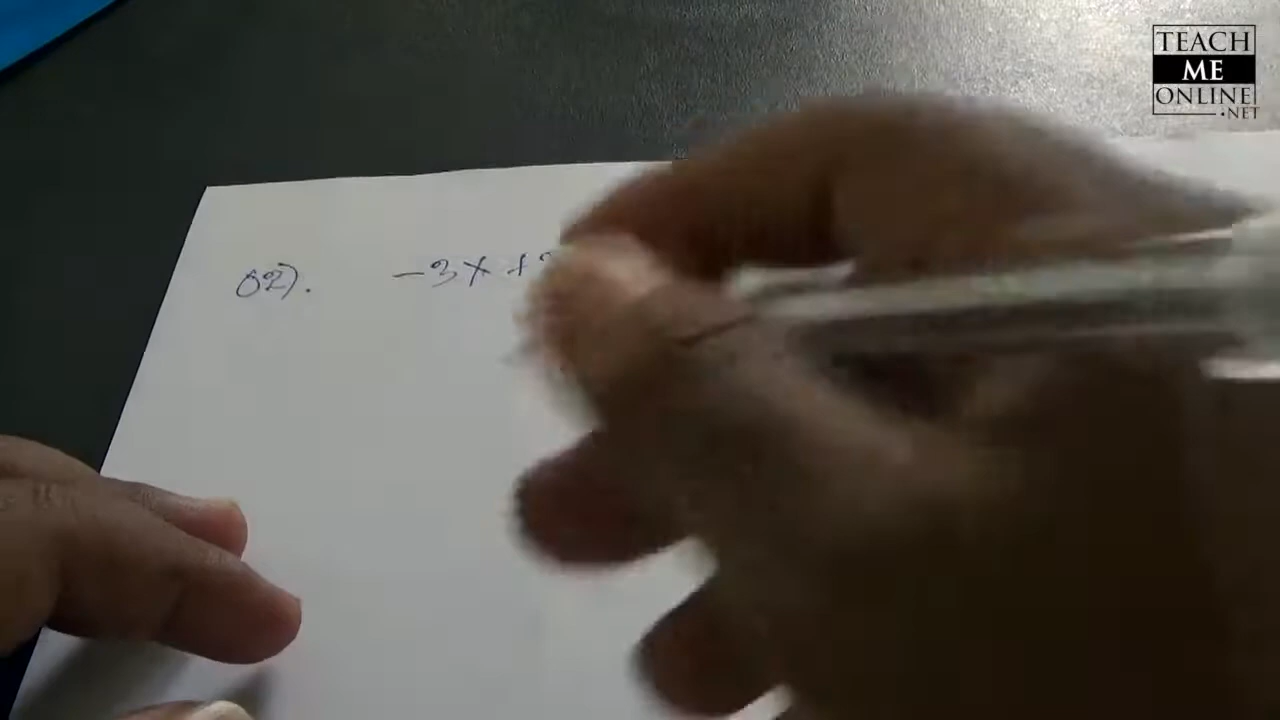 TEACH
ME
ONLINE
.NET
02). -3x +